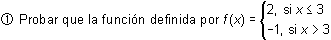 ① Probar que la función definida por f(x) = { 2, si x ≤ 3
−1, si x > 3